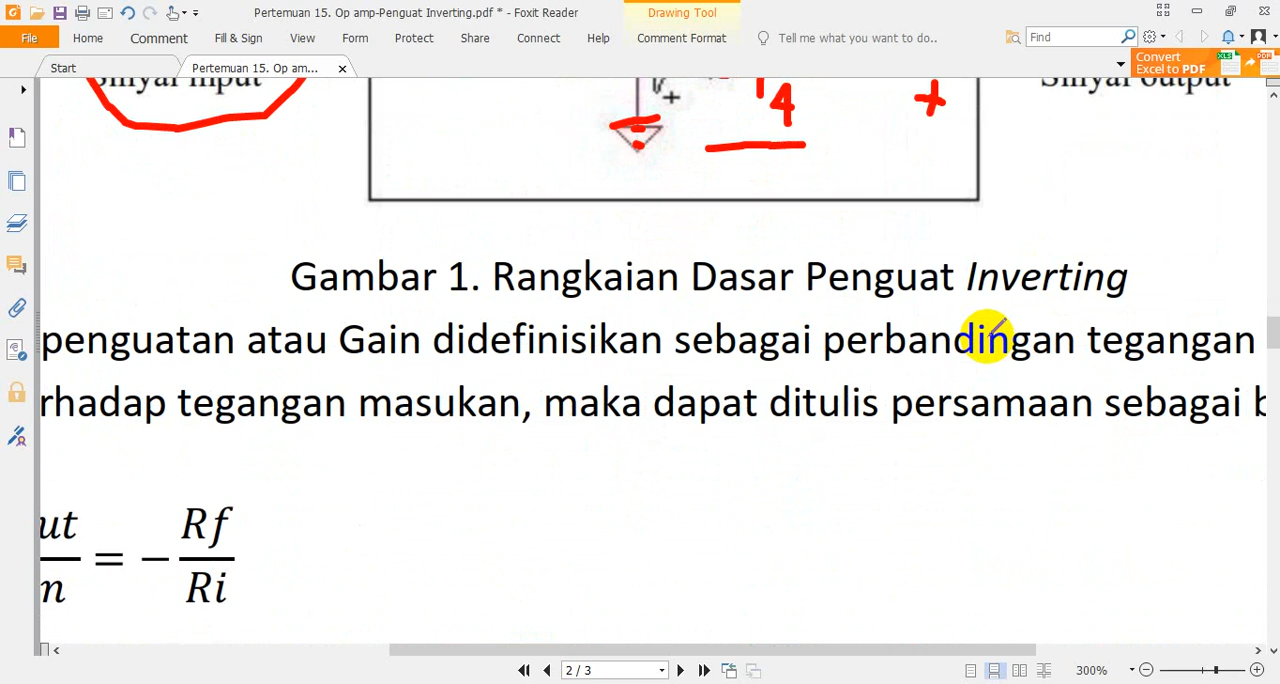 Pertemuan 15. Op amp-Penguat Inverting.pdf * - Foxit Reader
Drawing Tool
File Home Comment Fill & Sign View Form Protect Share Connect Help Comment Format Tell me what you want to do.. Find
Start Pertemuan 15. Op am... Convert
Excel to PDF
Sinyal input 4 + Sinyal output
+
Gambar 1. Rangkaian Dasar Penguat Inverting
penguatan atau Gain didefinisikan sebagai perbandingan tegangan
rhadap tegangan masukan, maka dapat ditulis persamaan sebagai b
ut
n = − Rf
Ri
2 / 3 300%